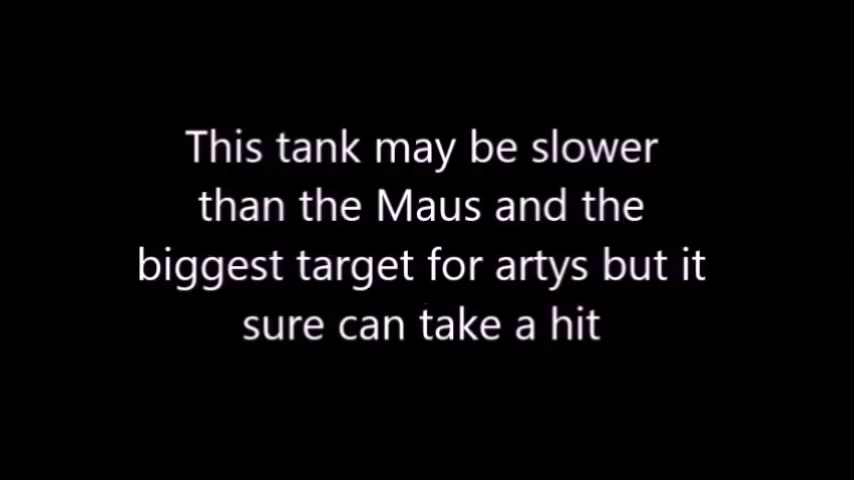 This tank may be slower
than the Maus and the
biggest target for artys but it
sure can take a hit